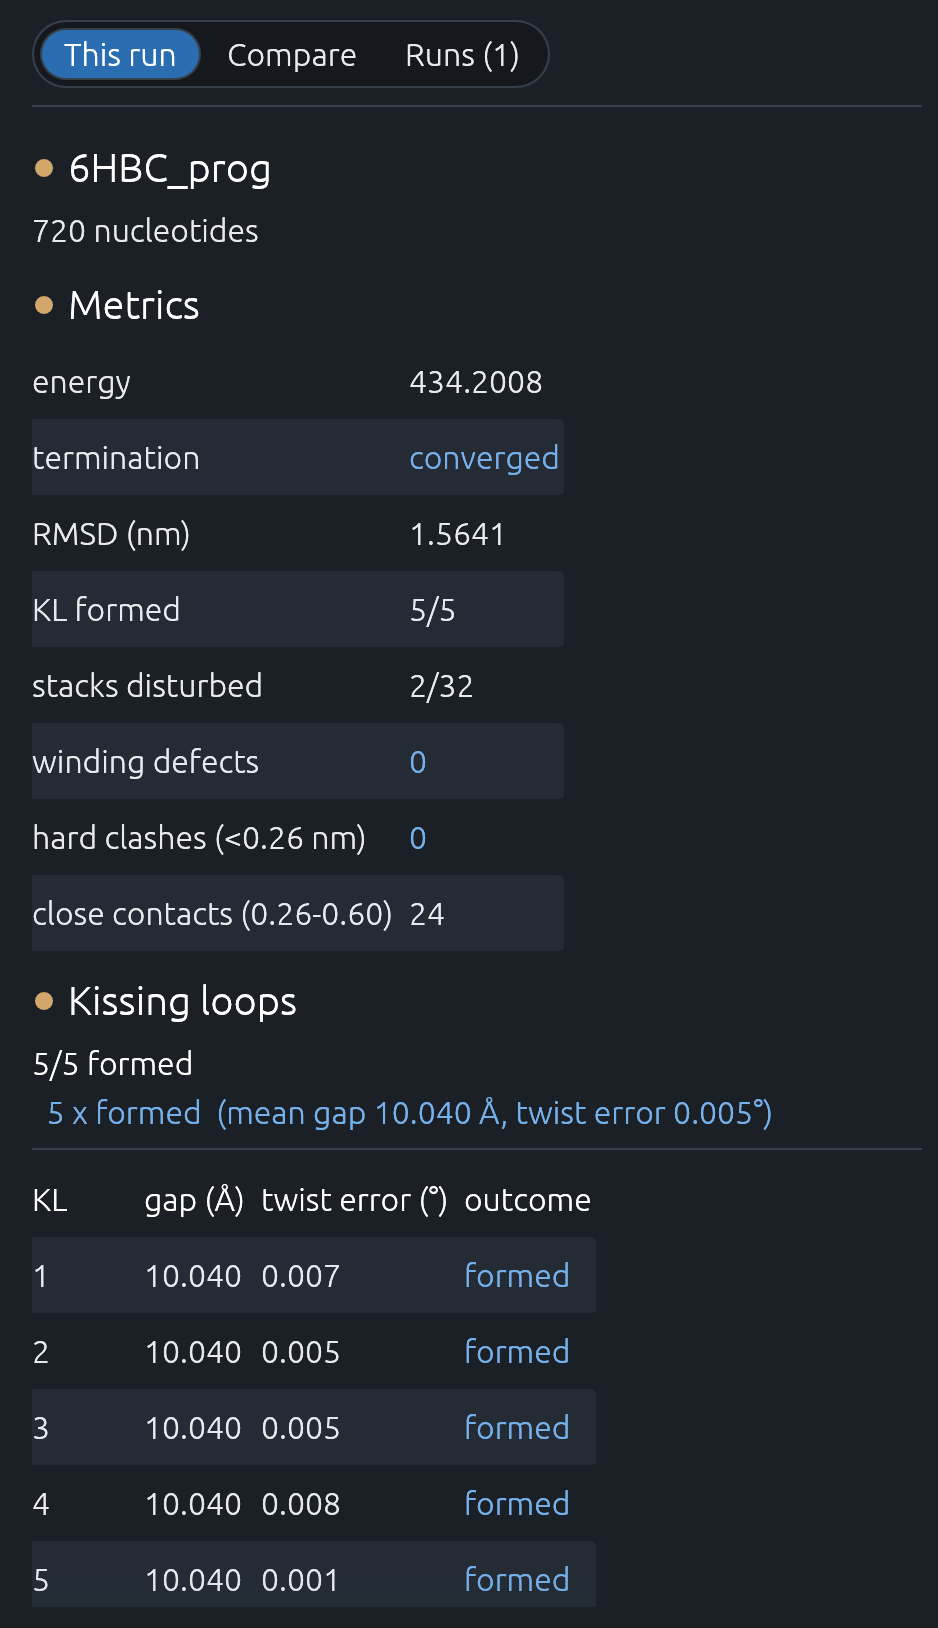 This run Compare Runs (1)
6HBC_prog
720 nucleotides
Metrics
energy 434.2008
termination converged
RMSD (nm) 1.5641
KL formed 5/5
stacks disturbed 2/32
winding defects 0
hard clashes (<0.26 nm) 0
close contacts (0.26-0.60) 24
Kissing loops
5/5 formed
5 x formed (mean gap 10.040 Å, twist error 0.005°)
KL gap (Å) twist error (°) outcome
1 10.040 0.007 formed
2 10.040 0.005 formed
3 10.040 0.005 formed
4 10.040 0.008 formed
5 10.040 0.001 formed